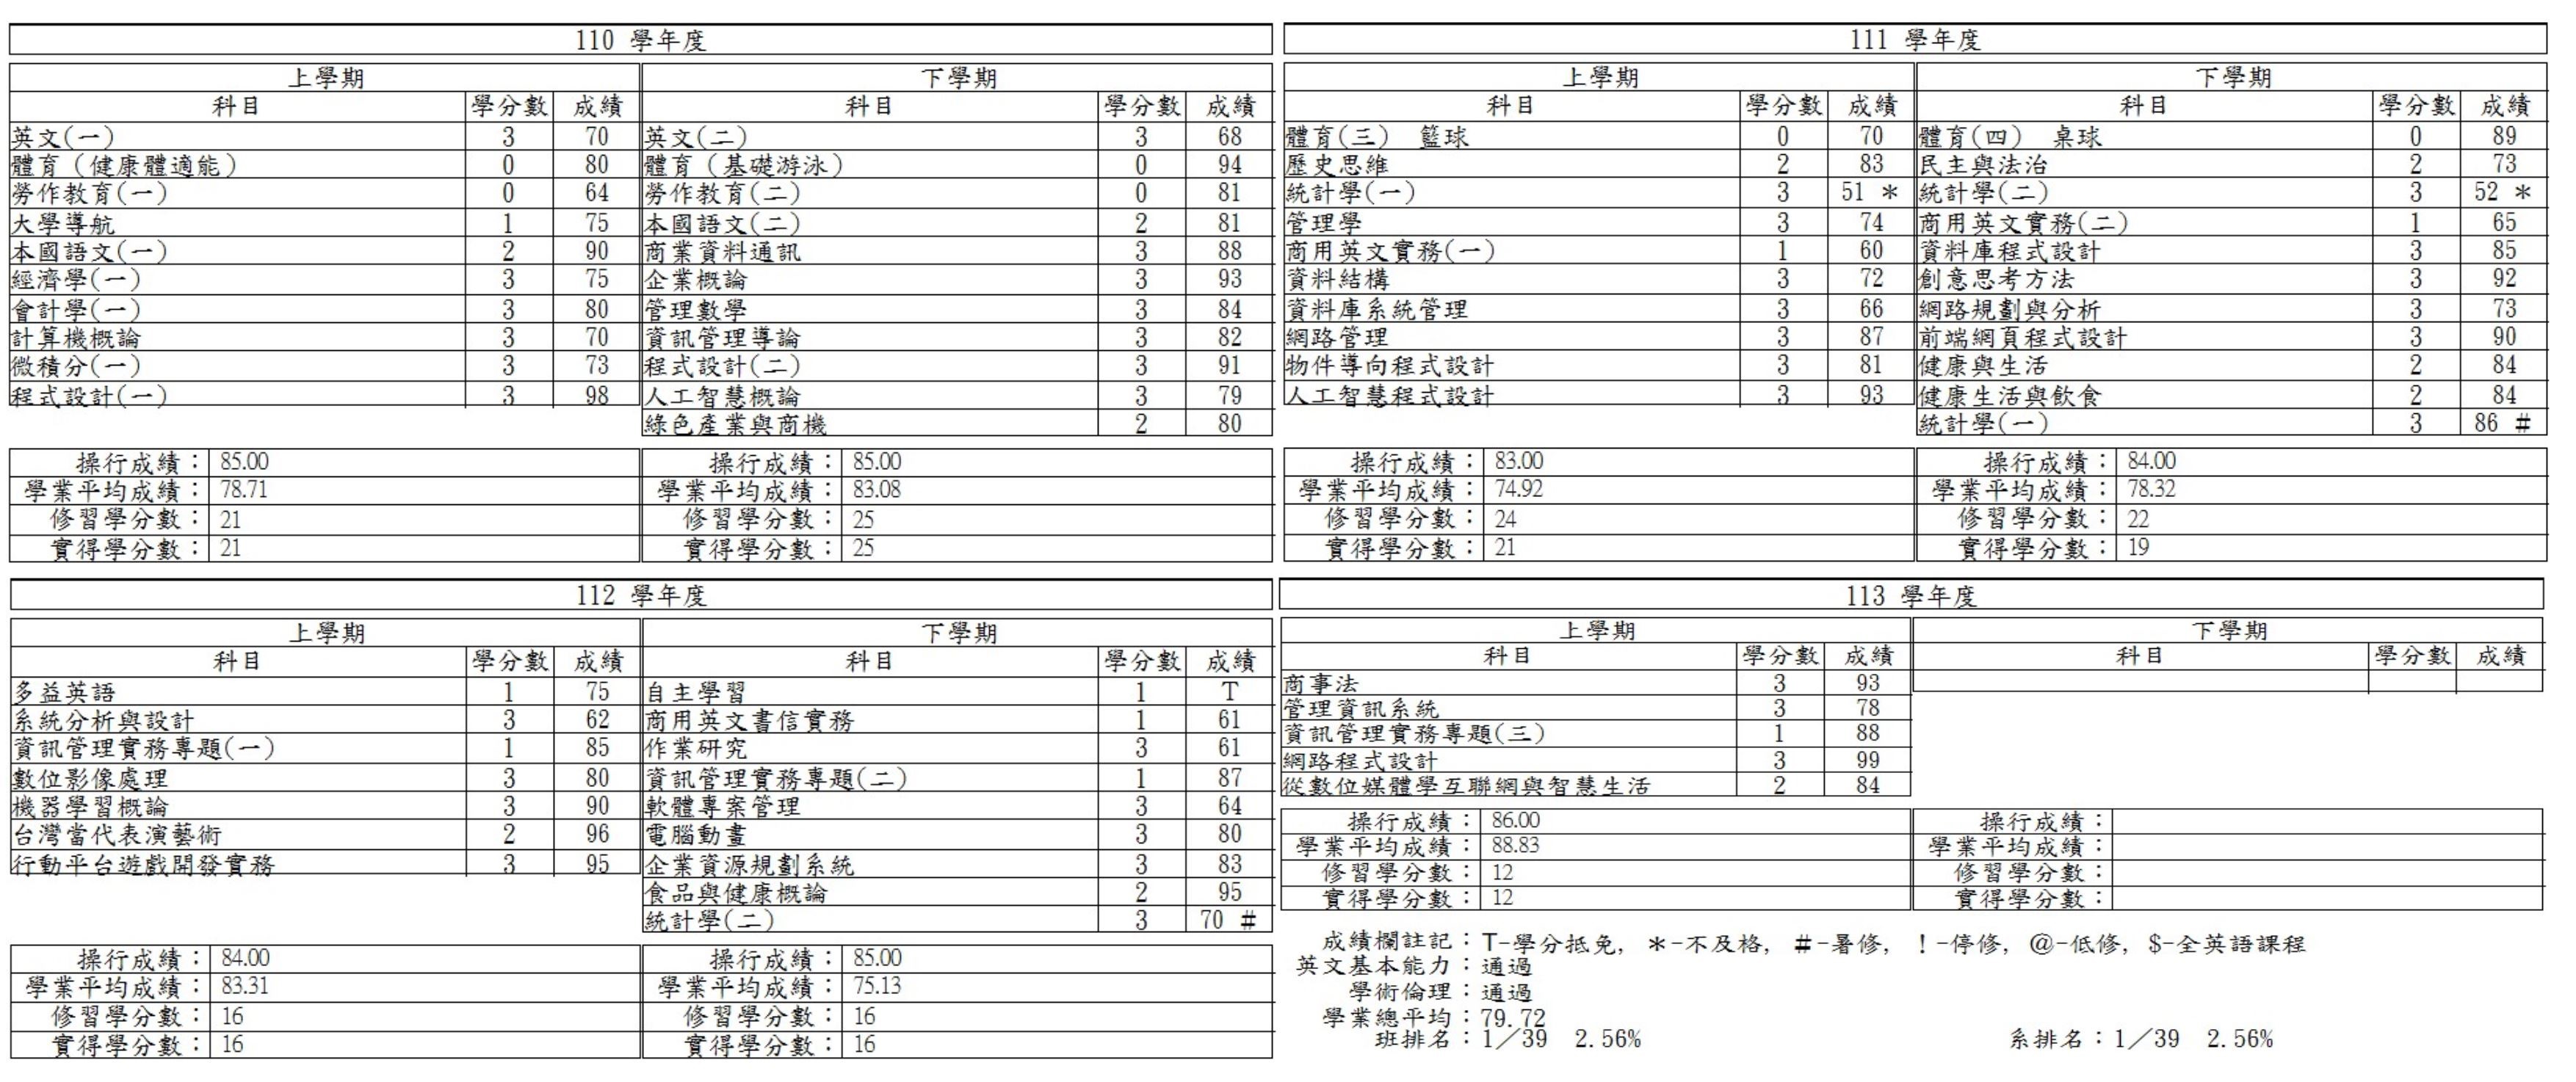 110 學年度
上學期 下學期
科目 學分數 成績 科目 學分數 成績
英文(一) 3 70 英文(二) 3 68
體育(健康體適能) 0 80 體育(基礎游泳) 0 94
勞作教育(一) 0 64 勞作教育(二) 0 81
大學導航 1 75 本國語文(二) 2 81
本國語文(一) 2 90 商業資料通訊 3 88
經濟學(一) 3 75 企業概論 3 93
會計學(一) 3 80 管理數學 3 84
計算機概論 3 70 資訊管理導論 3 82
微積分(一) 3 73 程式設計(二) 3 91
程式設計(一) 3 98 人工智慧概論 3 79
綠色產業與商機 2 80
操行成績: 85.00 操行成績: 85.00
學業平均成績: 78.71 學業平均成績: 83.08
修習學分數: 21 修習學分數: 25
實得學分數: 21 實得學分數: 25
111 學年度
上學期 下學期
科目 學分數 成績 科目 學分數 成績
體育(三) 籃球 0 70 體育(四) 桌球 0 89
歷史思維 2 83 民主與法治 2 73
統計學(一) 3 51 * 統計學(二) 3 52 *
管理學 3 74 商用英文實務(二) 1 65
商用英文實務(一) 1 60 資料庫程式設計 3 85
資料結構 3 72 創意思考方法 3 92
資料庫系統管理 3 66 網路規劃與分析 3 73
網路管理 3 87 前端網頁程式設計 3 90
物件導向程式設計 3 81 健康與生活 2 84
人工智慧程式設計 3 93 健康生活與飲食 2 84
統計學(一) 3 86 #
操行成績: 83.00 操行成績: 84.00
學業平均成績: 74.92 學業平均成績: 78.32
修習學分數: 24 修習學分數: 22
實得學分數: 21 實得學分數: 19
112 學年度
上學期 下學期
科目 學分數 成績 科目 學分數 成績
多益英語 1 75 自主學習 1 T
系統分析與設計 3 62 商用英文書信實務 1 61
資訊管理實務專題(一) 1 85 作業研究 3 61
數位影像處理 3 80 資訊管理實務專題(二) 1 87
機器學習概論 3 90 軟體專案管理 3 64
台灣當代表演藝術 2 96 電腦動畫 3 80
行動平台遊戲開發實務 3 95 企業資源規劃系統 3 83
食品與健康概論 2 95
統計學(二) 3 70 #
操行成績: 84.00 操行成績: 85.00
學業平均成績: 83.31 學業平均成績: 75.13
修習學分數: 16 修習學分數: 16
實得學分數: 16 實得學分數: 16
113 學年度
上學期 下學期
科目 學分數 成績 科目 學分數 成績
商事法 3 93
管理資訊系統 3 78
資訊管理實務專題(三) 1 88
網路程式設計 3 99
從數位媒體學互聯網與智慧生活 2 84
操行成績: 86.00 操行成績:
學業平均成績: 88.83 學業平均成績:
修習學分數: 12 修習學分數:
實得學分數: 12 實得學分數:
成績欄註記:T-學分抵免, *-不及格, #-暑修, !-停修, @-低修, $-全英語課程
英文基本能力:通過
學術倫理:通過
學業總平均:79.72
班排名:1/39 2.56% 系排名:1/39 2.56%